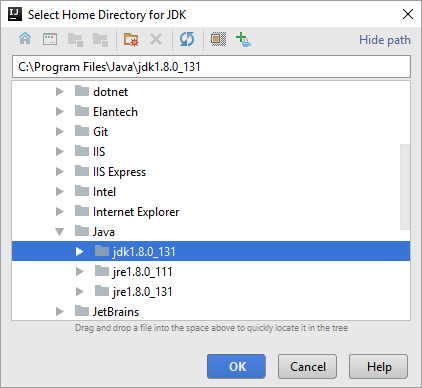 Select Home Directory for JDK
Hide path
C:\Program Files\Java\jdk1.8.0_131
dotnet
Elantech
Git
IIS
IIS Express
Intel
Internet Explorer
Java
jdk1.8.0_131
jre1.8.0_111
jre1.8.0_131
JetBrains
Drag and drop a file into the space above to quickly locate it in the tree
OK
Cancel
Help